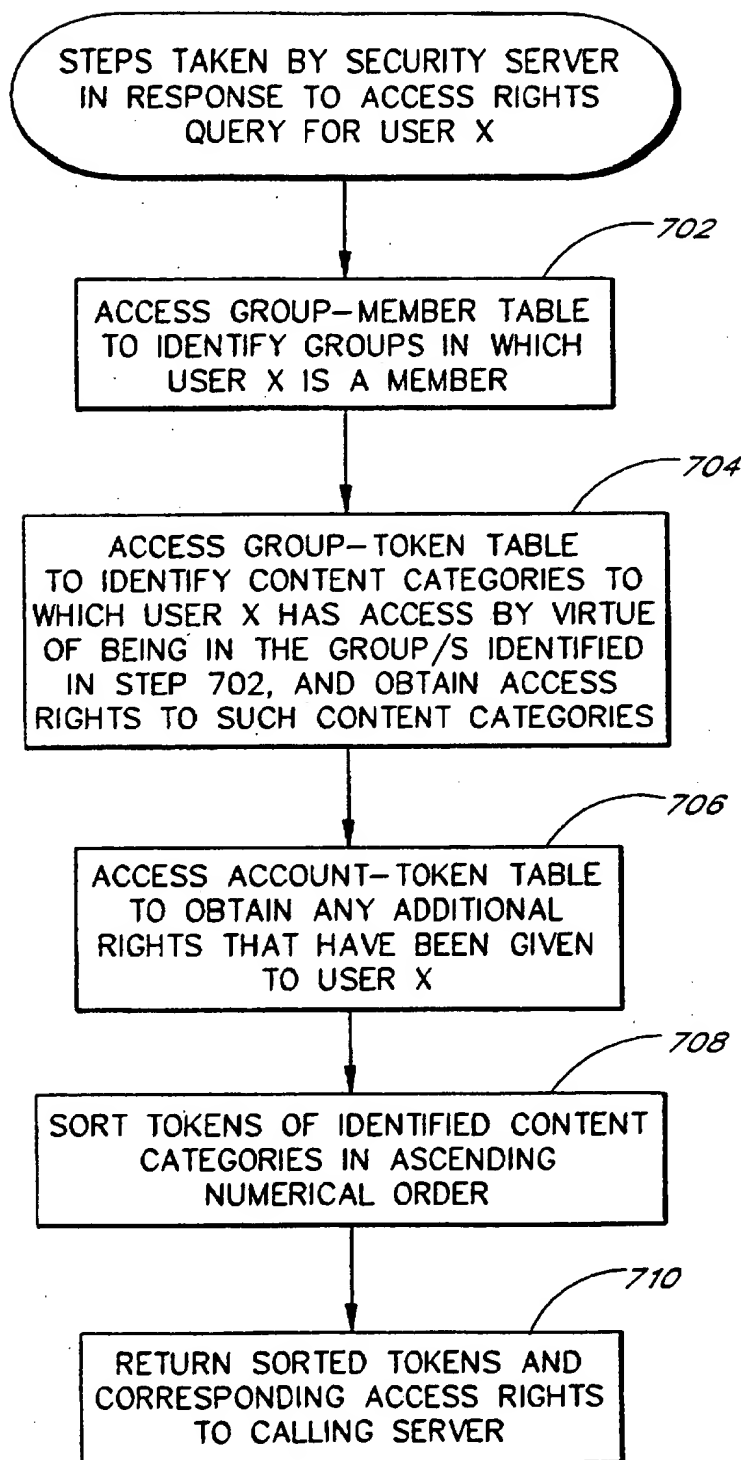 STEPS TAKEN BY SECURITY SERVER
IN RESPONSE TO ACCESS RIGHTS
QUERY FOR USER X
702
ACCESS GROUP-MEMBER TABLE
TO IDENTIFY GROUPS IN WHICH
USER X IS A MEMBER
704
ACCESS GROUP-TOKEN TABLE
TO IDENTIFY CONTENT CATEGORIES TO
WHICH USER X HAS ACCESS BY VIRTUE
OF BEING IN THE GROUP/S IDENTIFIED
IN STEP 702, AND OBTAIN ACCESS
RIGHTS TO SUCH CONTENT CATEGORIES
706
ACCESS ACCOUNT-TOKEN TABLE
TO OBTAIN ANY ADDITIONAL
RIGHTS THAT HAVE BEEN GIVEN
TO USER X
708
SORT TOKENS OF IDENTIFIED CONTENT
CATEGORIES IN ASCENDING
NUMERICAL ORDER
710
RETURN SORTED TOKENS AND
CORRESPONDING ACCESS RIGHTS
TO CALLING SERVER